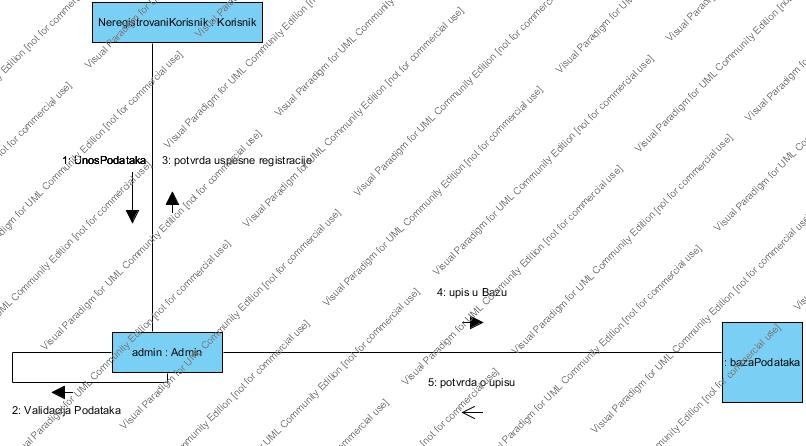 NeregistrovaniKorisnik : Korisnik
1: UnosPodataka
3: potvrda uspesne registracije
4: upis u Bazu
admin : Admin
: bazaPodataka
5: potvrda o upisu
2: Validacija Podataka
Visual Paradigm for UML Community Edition [not for commercial use]